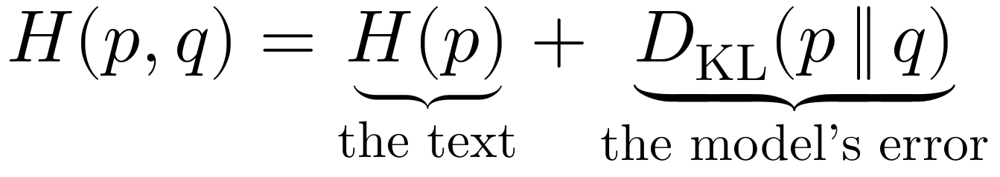 H(p, q) = H(p) + D_KL(p ∥ q)
the text the model's error